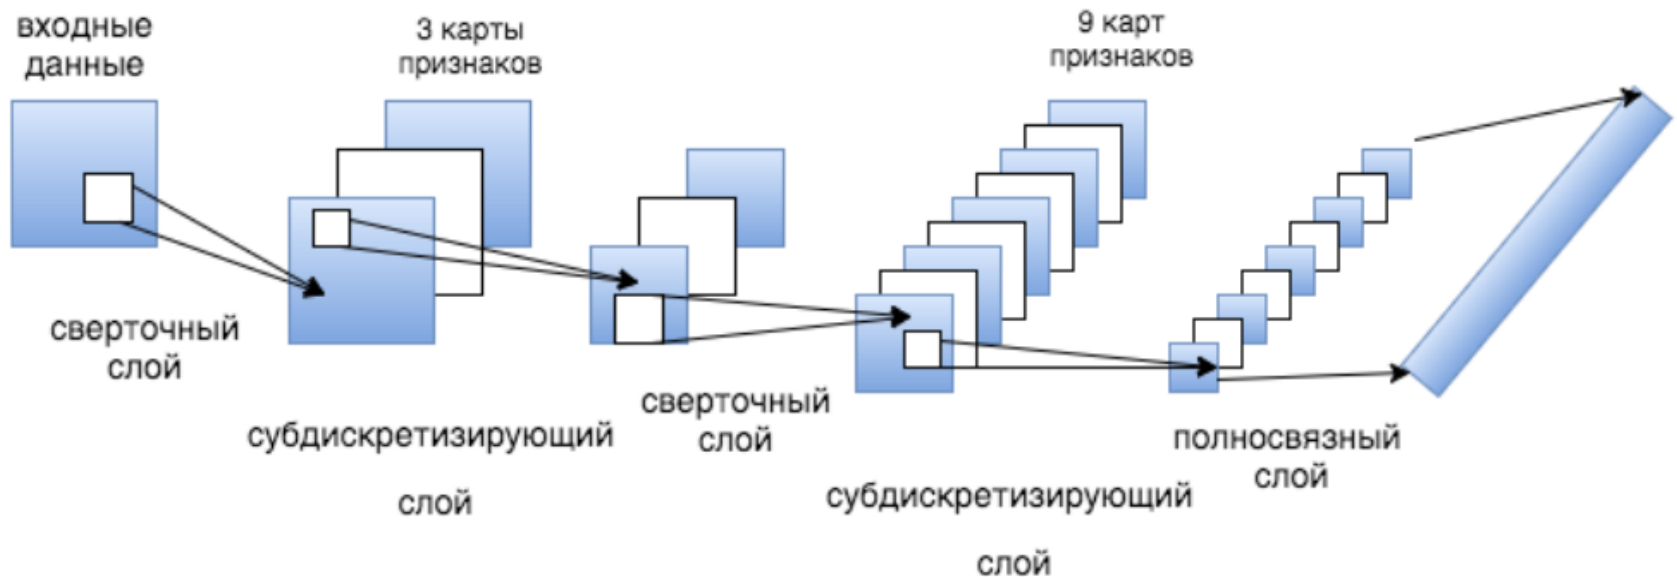 входные
данные
3 карты
признаков
9 карт
признаков
сверточный
слой
субдискретизирующий
слой
сверточный
слой
субдискретизирующий
слой
полносвязный
слой